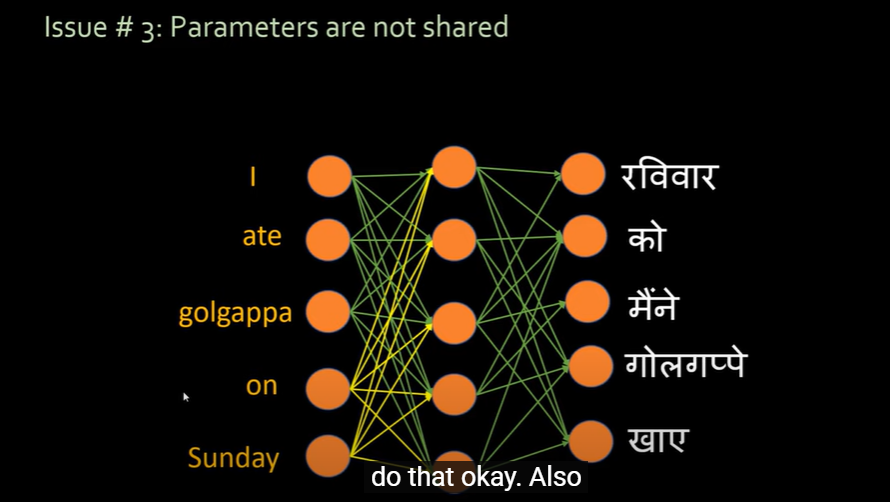 Issue # 3: Parameters are not shared
I
ate
golgappa
on
Sunday
रविवार
को
मैंने
गोलगप्पे
खाए
do that okay. Also